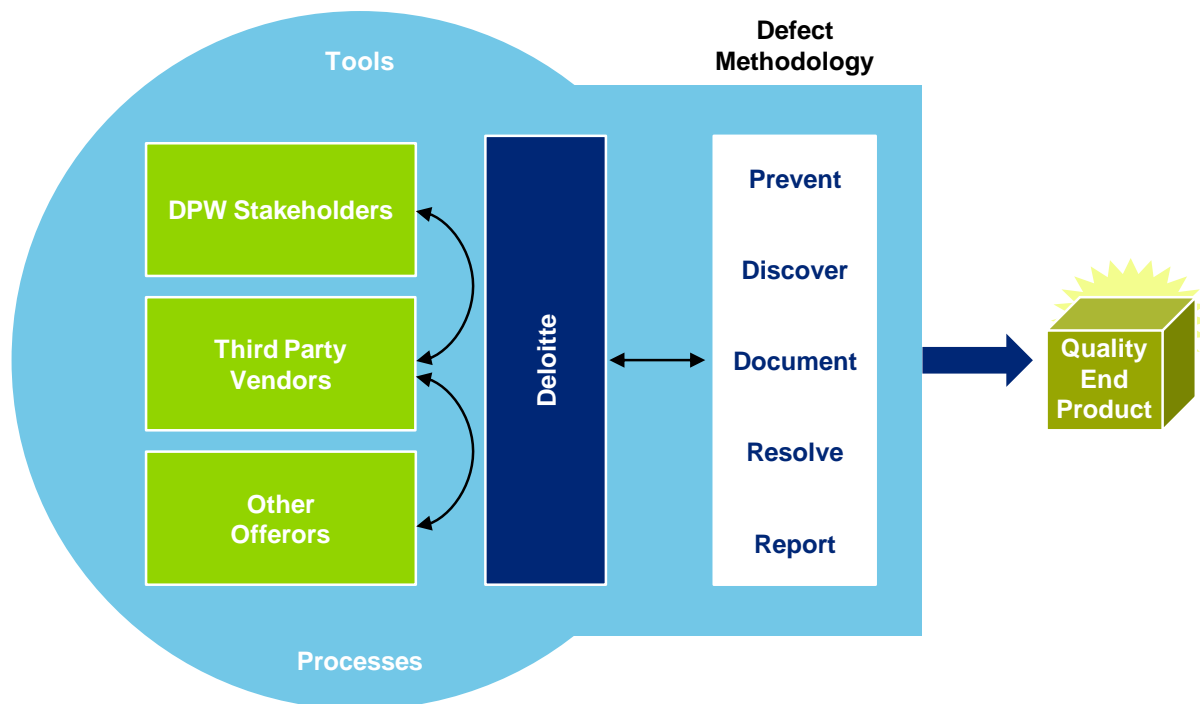 Defect
Methodology
Tools
DPW Stakeholders
Third Party
Vendors
Other
Offerors
Deloitte
Prevent
Discover
Document
Resolve
Report
Quality
End
Product
Processes